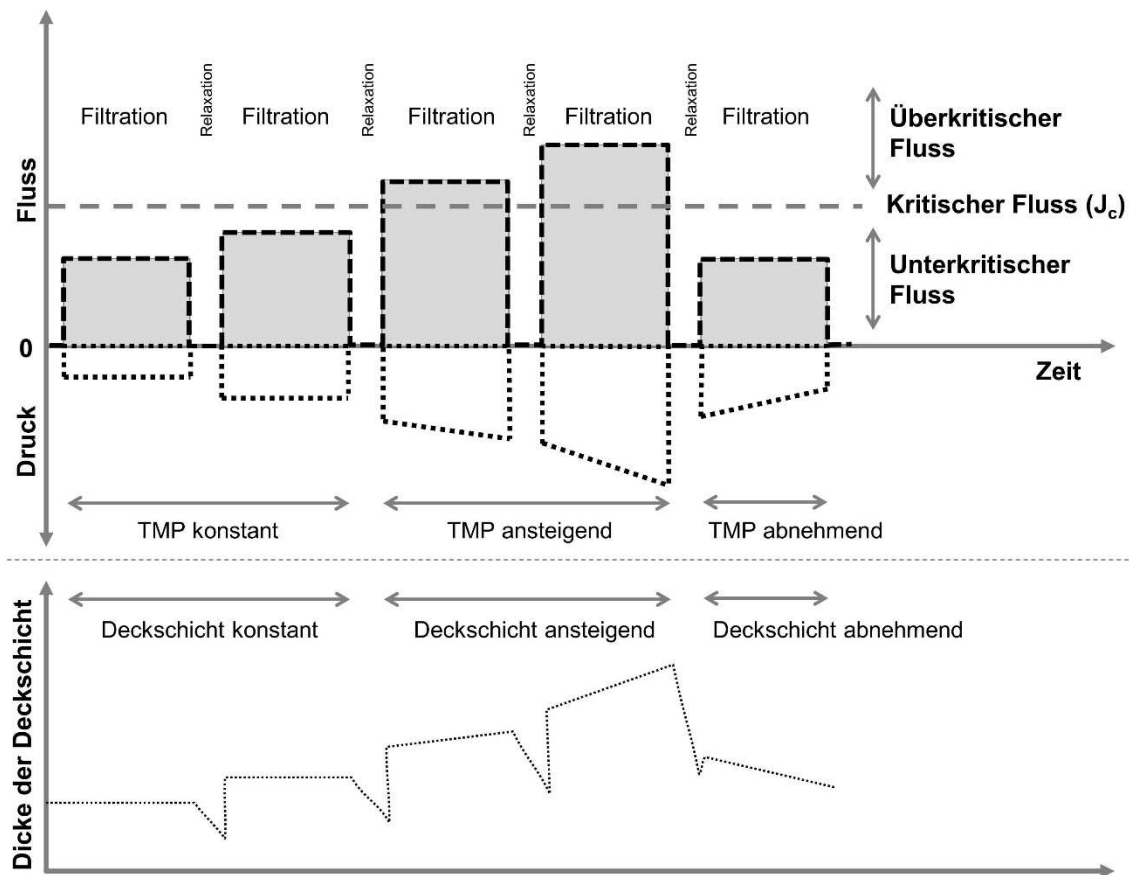 Filtration
Relaxation
Filtration
Relaxation
Filtration
Relaxation
Filtration
Relaxation
Filtration
Überkritischer
Fluss
Kritischer Fluss (Jc)
Unterkritischer
Fluss
Fluss
0
Druck
Zeit
TMP konstant
TMP ansteigend
TMP abnehmend
Dicke der Deckschicht
Deckschicht konstant
Deckschicht ansteigend
Deckschicht abnehmend